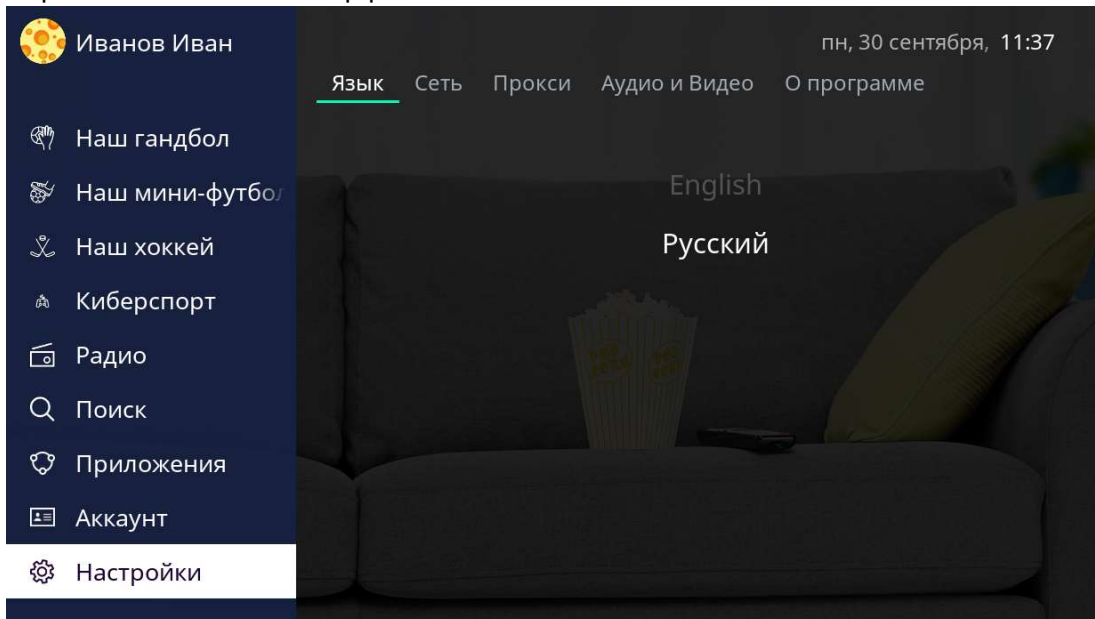 Иванов Иван
пн, 30 сентября, 11:37
Язык Сеть Прокси Аудио и Видео О программе
Наш гандбол
Наш мини-футбол
Наш хоккей
Киберспорт
Радио
Поиск
Приложения
Аккаунт
Настройки
English
Русский